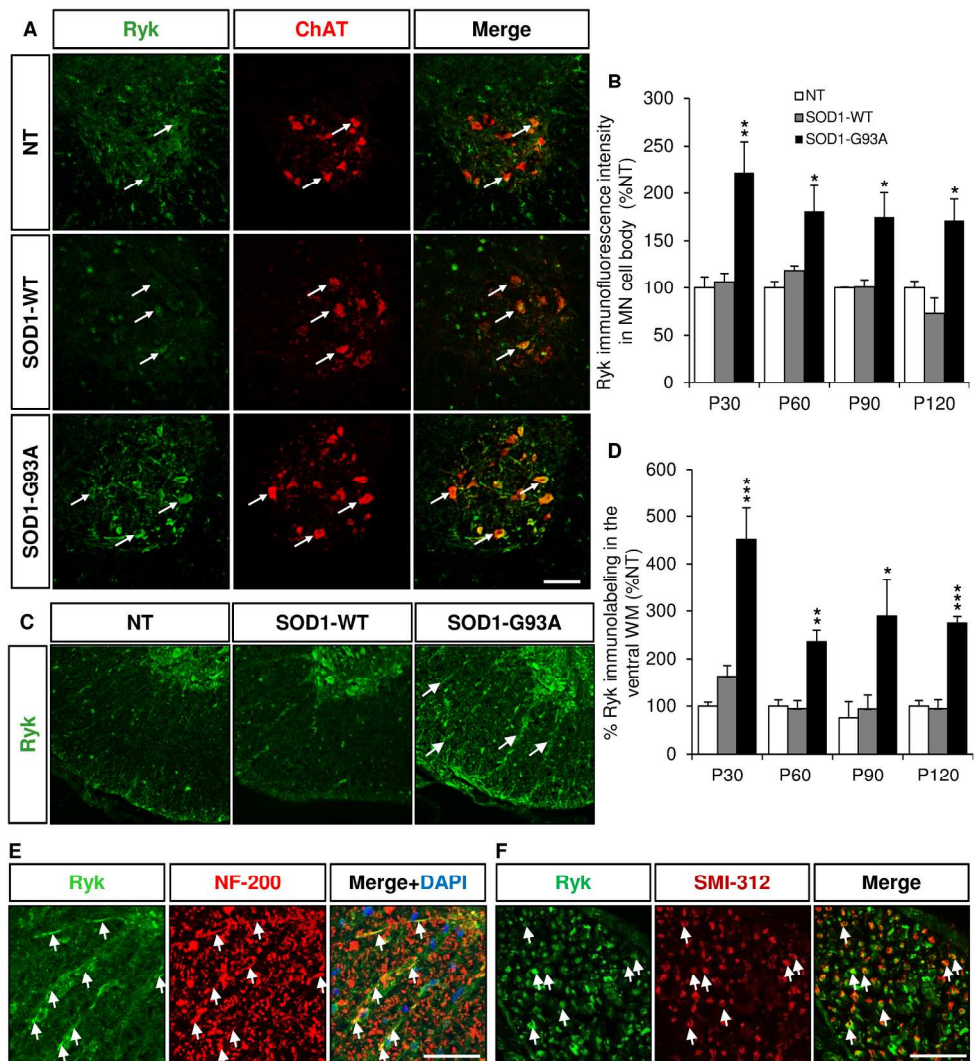 A
Ryk
ChAT
Merge
NT
SOD1-WT
SOD1-G93A
B
NT
SOD1-WT
SOD1-G93A
Ryk immunofluorescence intensity
in MN cell body (%NT)
300
250
200
150
100
50
0
**
*
*
*
P30
P60
P90
P120
C
NT
SOD1-WT
SOD1-G93A
Ryk
D
% Ryk immunolabeling in the
ventral WM (%NT)
600
500
400
300
200
100
0
***
**
*
***
P30
P60
P90
P120
E
Ryk
NF-200
Merge+DAPI
F
Ryk
SMI-312
Merge